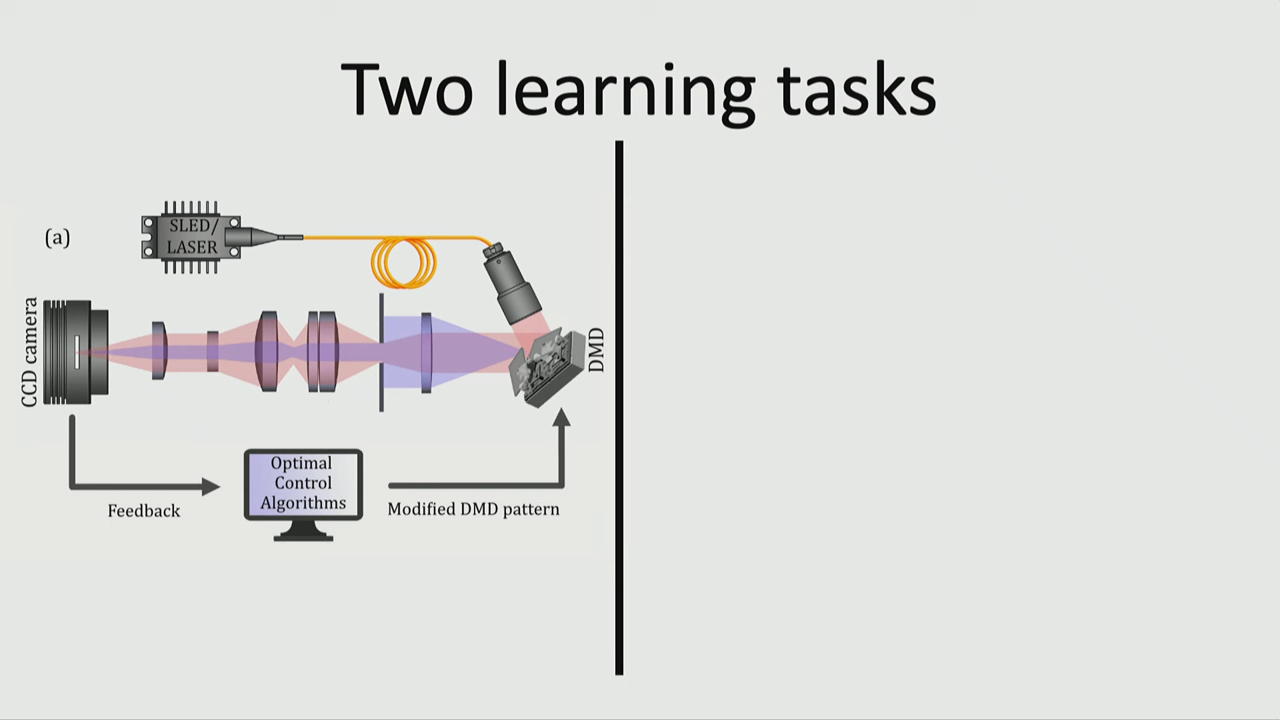 Two learning tasks
(a)
SLED/
LASER
CCD camera
DMD
Optimal
Control
Algorithms
Feedback
Modified DMD pattern